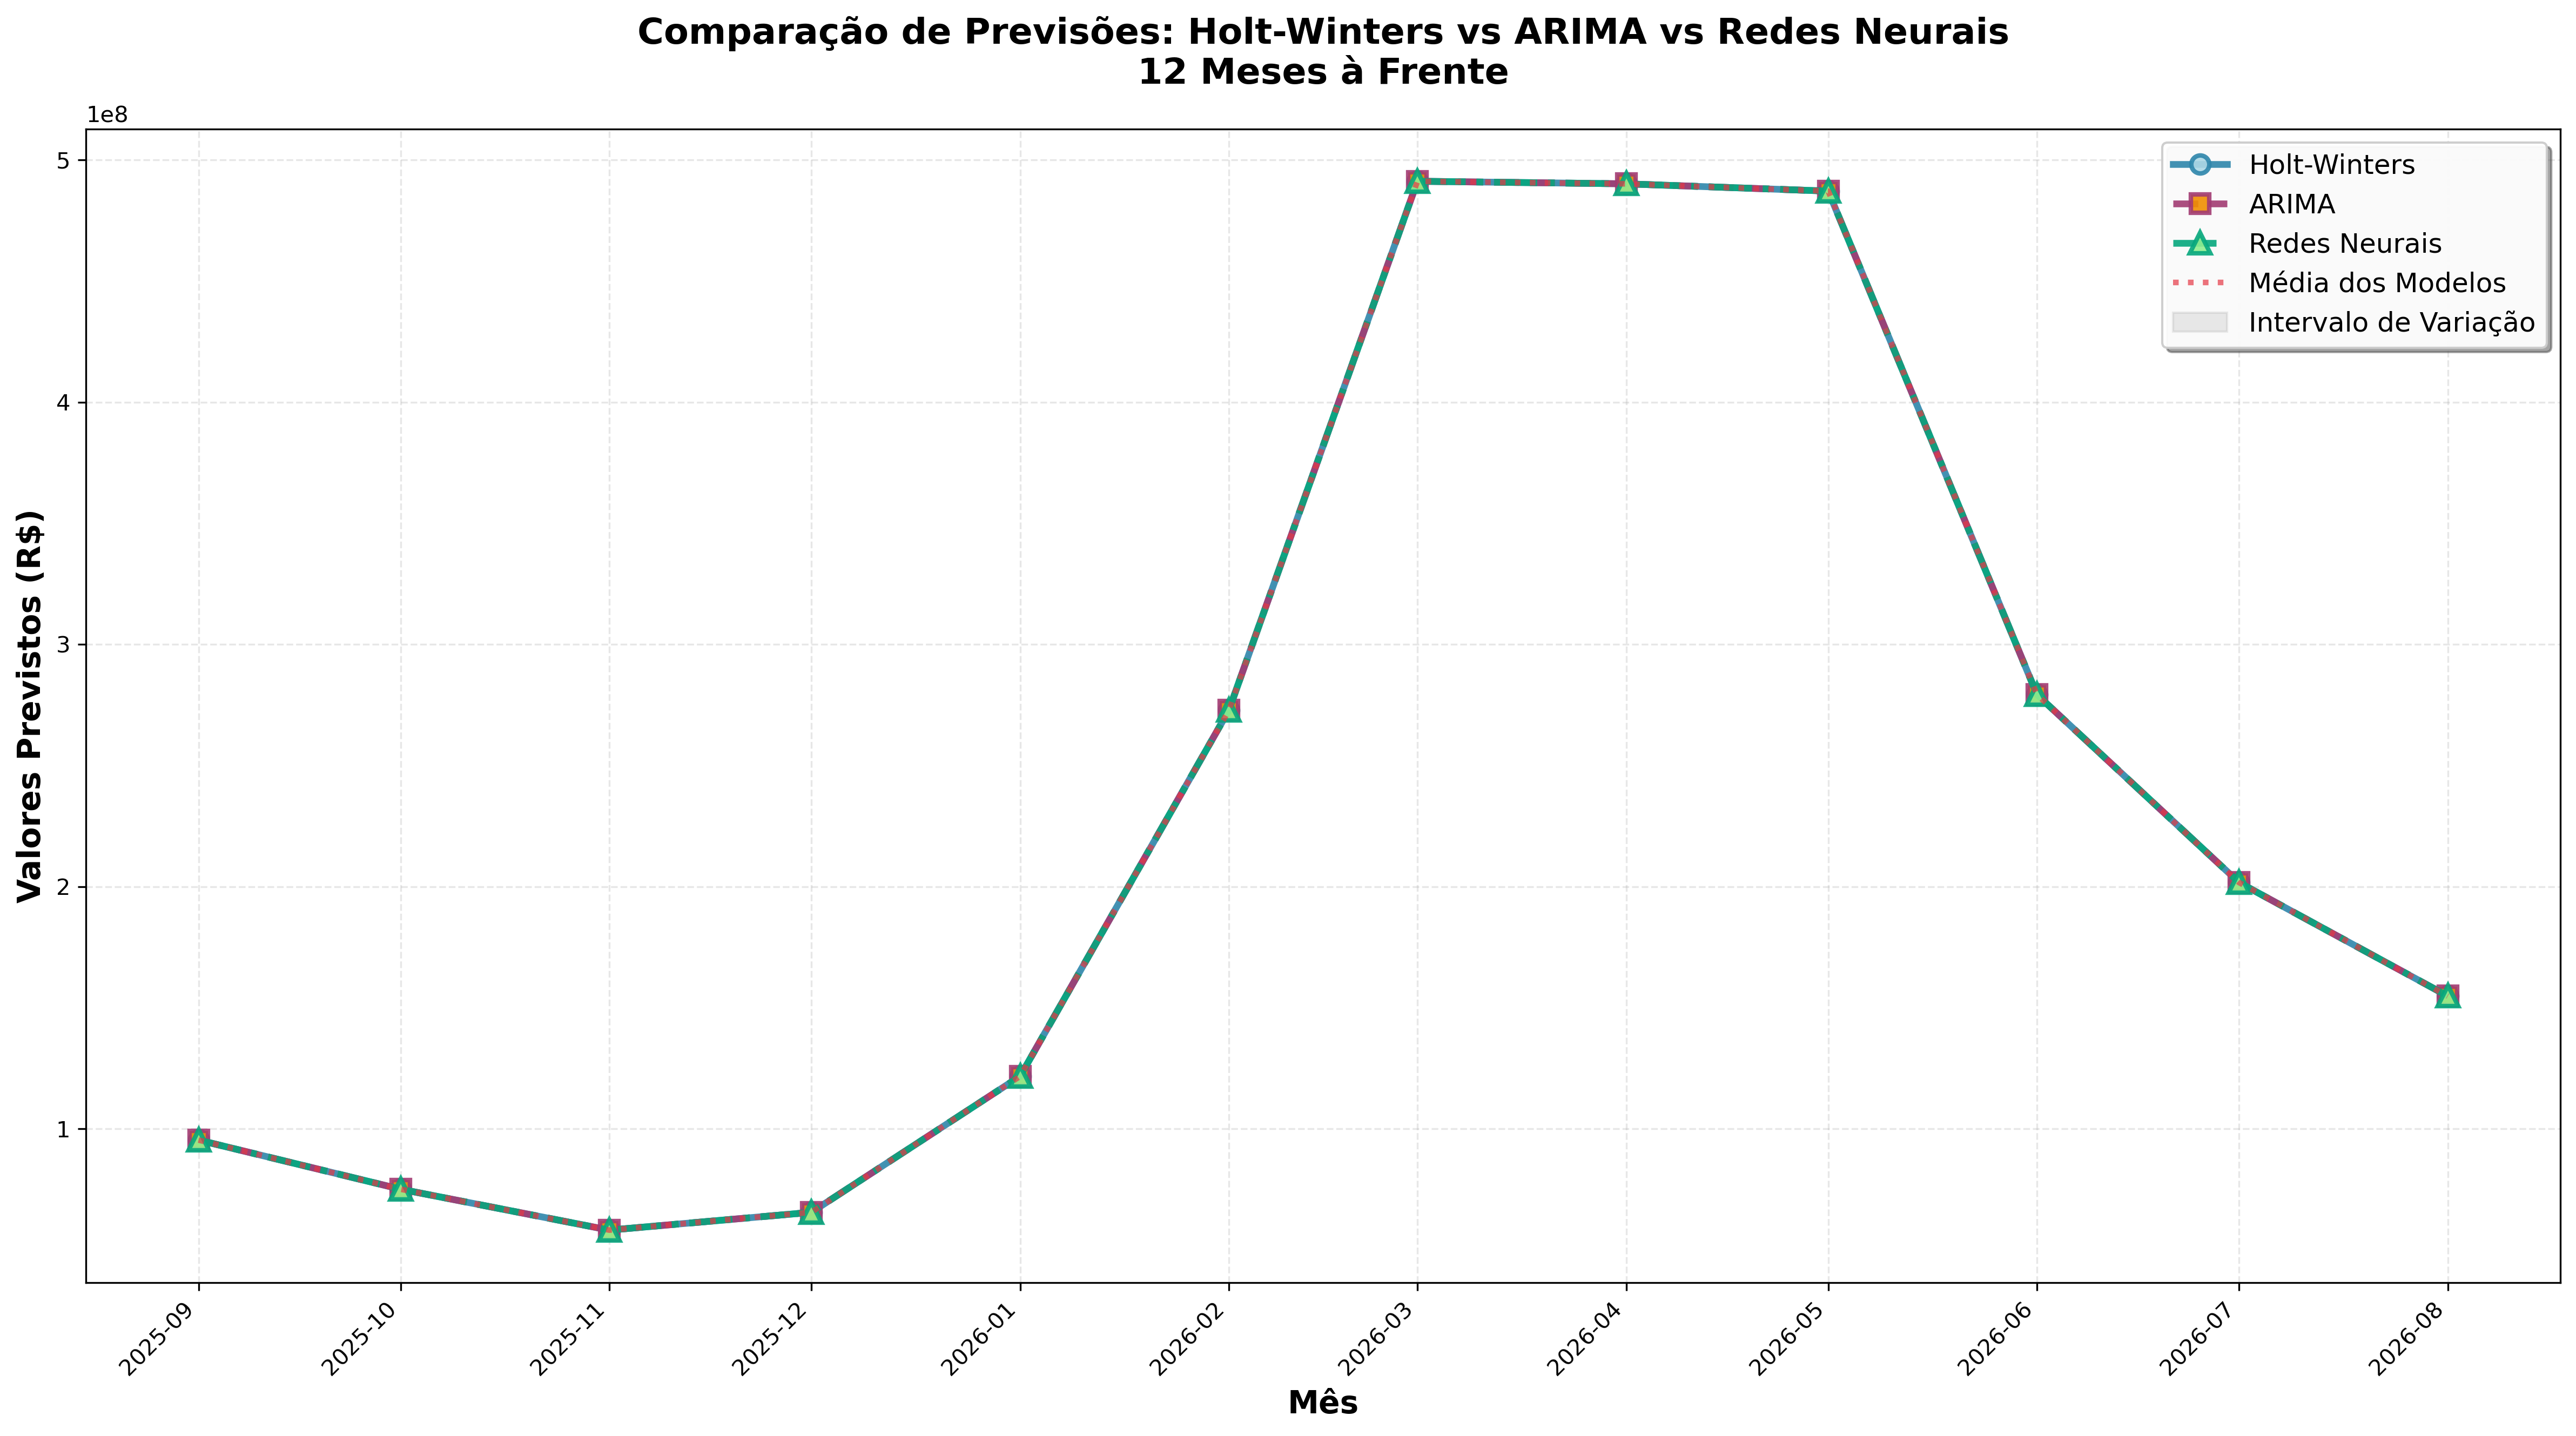 Comparação de Previsões: Holt-Winters vs ARIMA vs Redes Neurais
12 Meses à Frente
1e8
5
4
3
2
1
Valores Previstos (R$)
Holt-Winters
ARIMA
Redes Neurais
Média dos Modelos
Intervalo de Variação
2025-09
2025-10
2025-11
2025-12
2026-01
2026-02
2026-03
2026-04
2026-05
2026-06
2026-07
2026-08
Mês